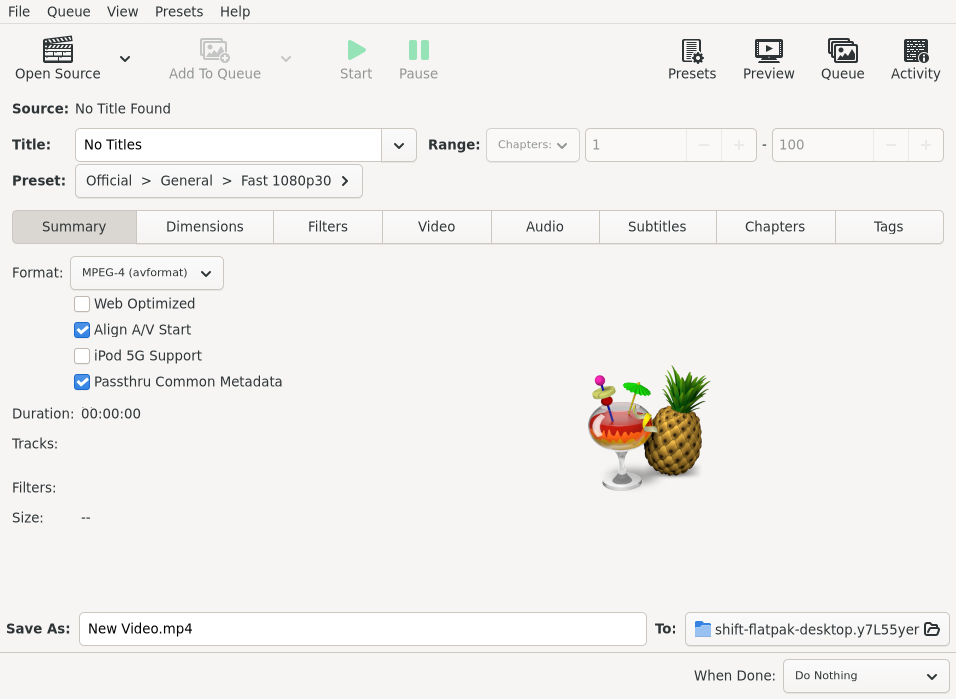 File Queue View Presets Help
Open Source Add To Queue Start Pause Presets Preview Queue Activity
Source: No Title Found
Title: No Titles Range: Chapters: 1 - 100
Preset: Official > General > Fast 1080p30
Summary Dimensions Filters Video Audio Subtitles Chapters Tags
Format: MPEG-4 (avformat)
Web Optimized
Align A/V Start
iPod 5G Support
Passthru Common Metadata
Duration: 00:00:00
Tracks:
Filters:
Size: --
Save As: New Video.mp4 To: shift-flatpak-desktop.y7L55yer
When Done: Do Nothing